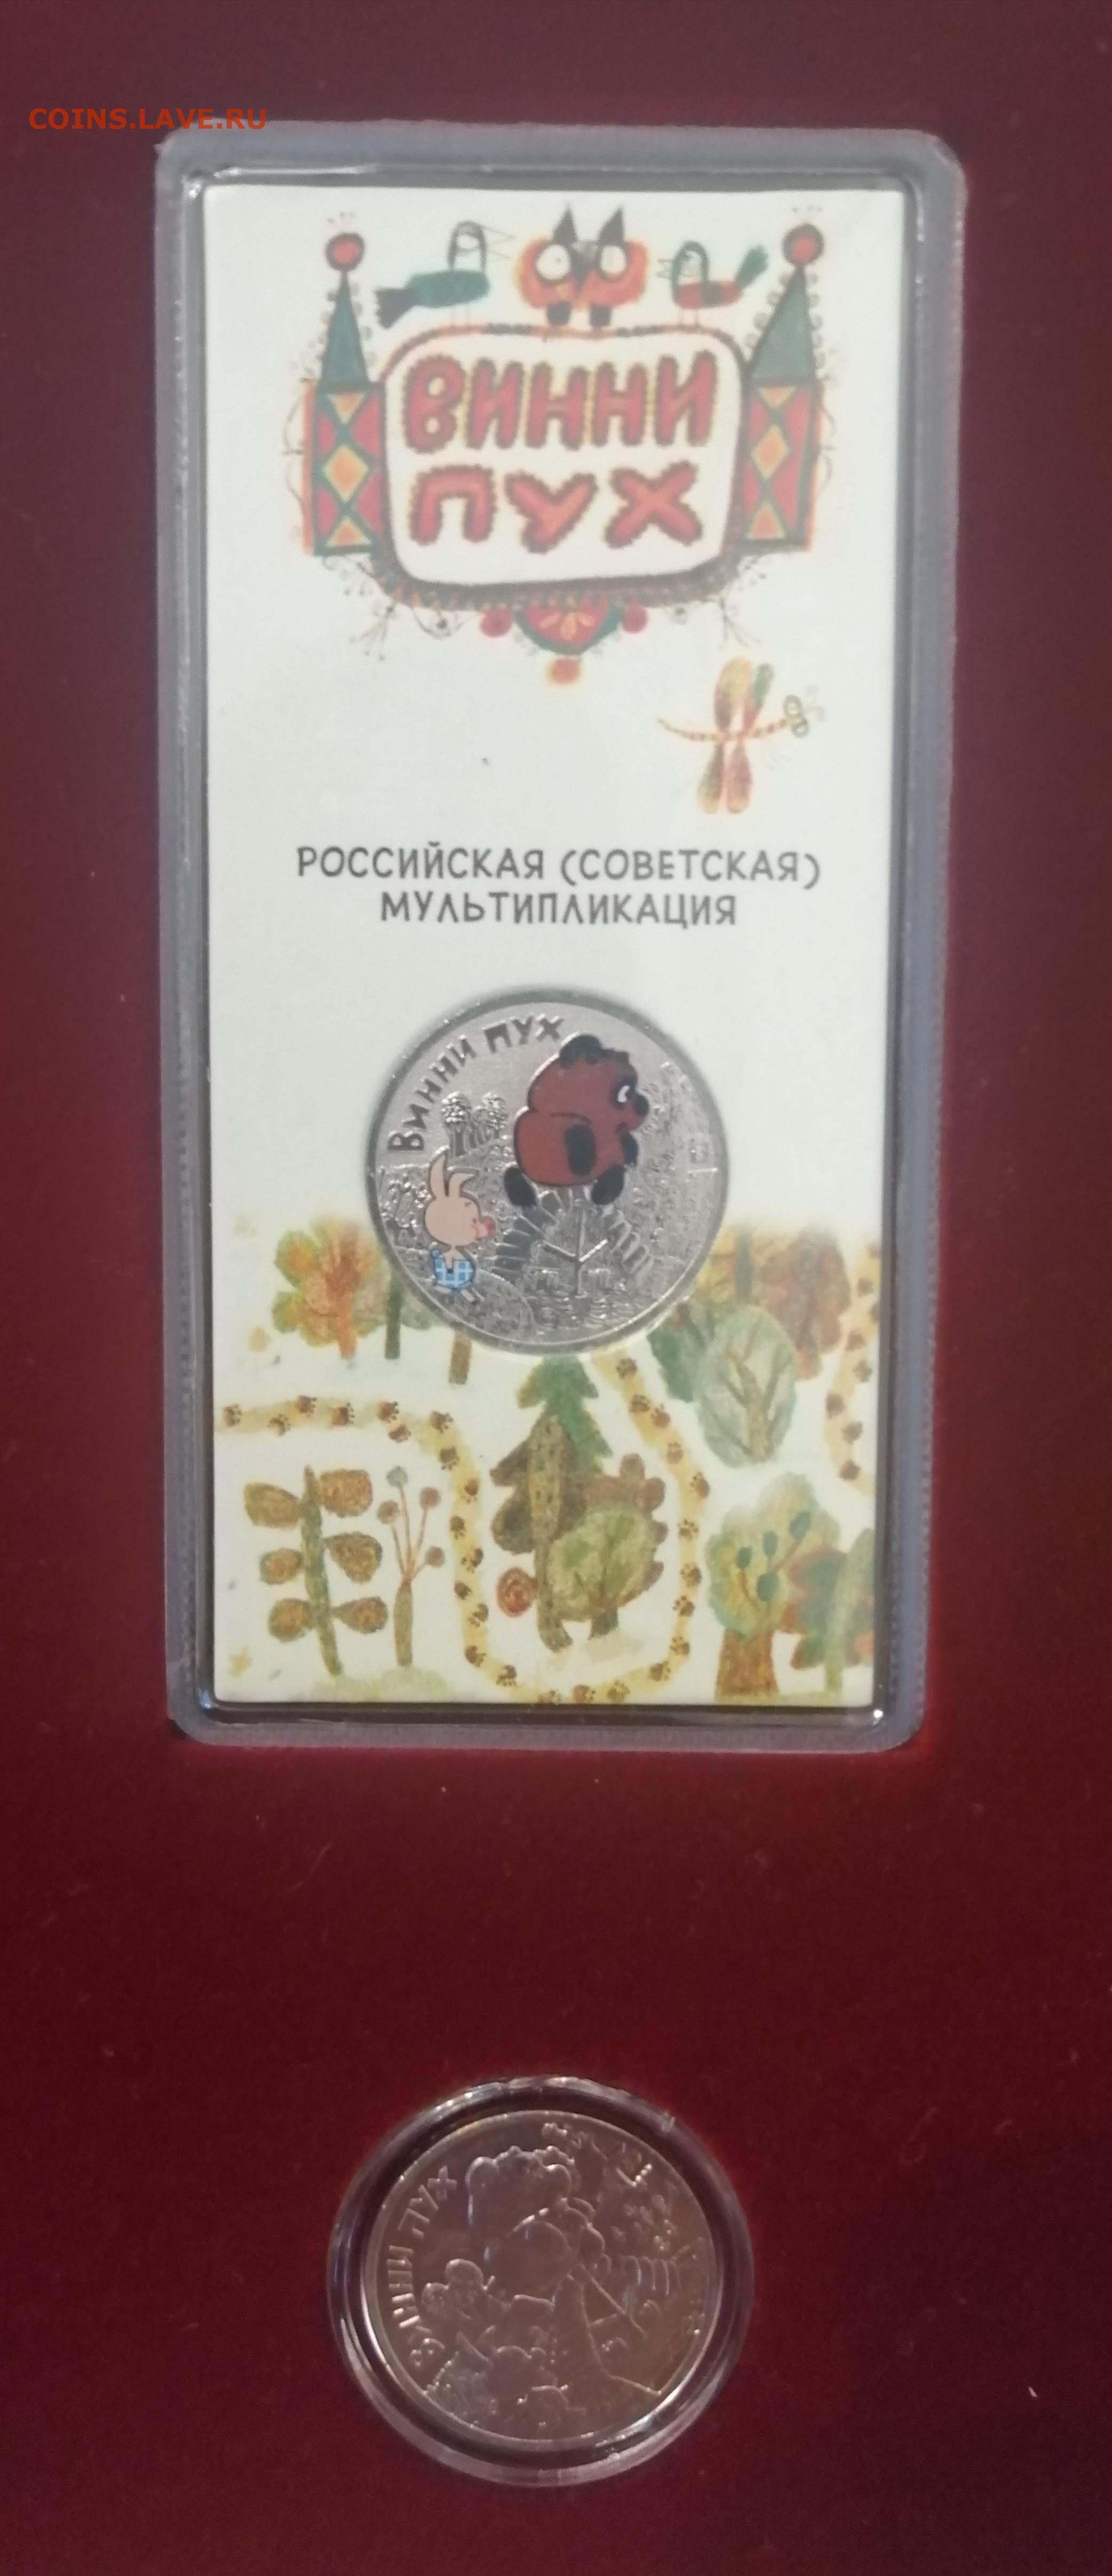 COINS.LAVE.RU
ВИННИ
ПУХ
РОССИЙСКАЯ (СОВЕТСКАЯ)
МУЛЬТИПЛИКАЦИЯ
ВИННИ ПУХ
ВИННИ ПУХ